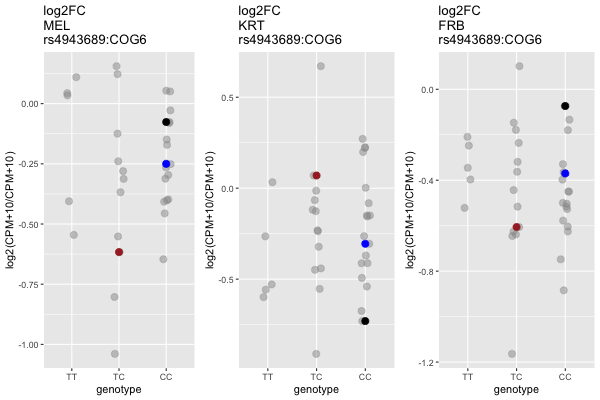 log2FC
MEL
rs4943689:COG6
log2(CPM+10/CPM+10)
0.00
-0.25
-0.50
-0.75
-1.00
TT TC CC
genotype
log2FC
KRT
rs4943689:COG6
log2(CPM+10/CPM+10)
0.5
0.0
-0.5
TT TC CC
genotype
log2FC
FRB
rs4943689:COG6
log2(CPM+10/CPM+10)
0.0
-0.4
-0.8
-1.2
TT TC CC
genotype